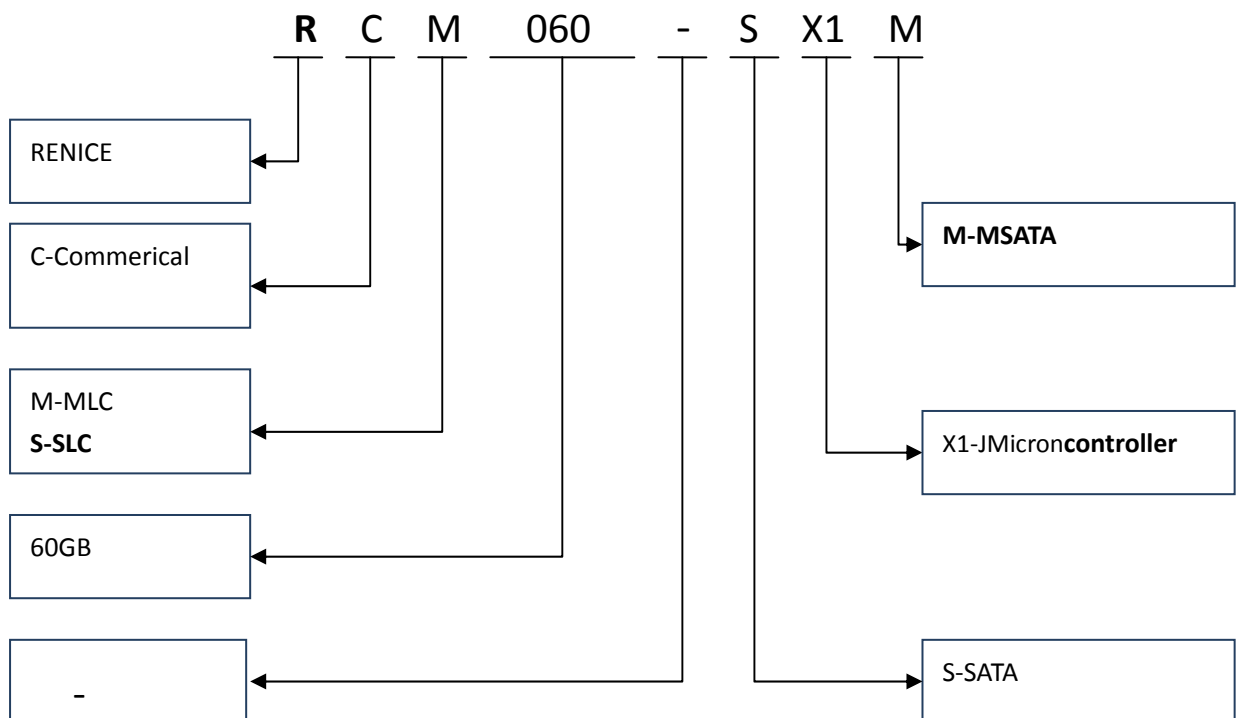 R C M 060 - S X1 M
RENICE
C-Commerical
M-MLC
S-SLC
60GB
-
M-MSATA
X1-JMicroncontroller
S-SATA